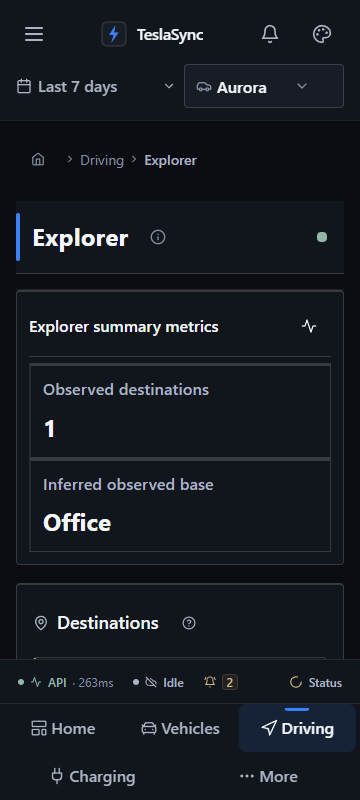 TeslaSync
Last 7 days
Aurora
Driving
Explorer
Explorer
Explorer summary metrics
Observed destinations
1
Inferred observed base
Office
Destinations
API · 263ms
Idle
2
Status
Home
Vehicles
Driving
Charging
More